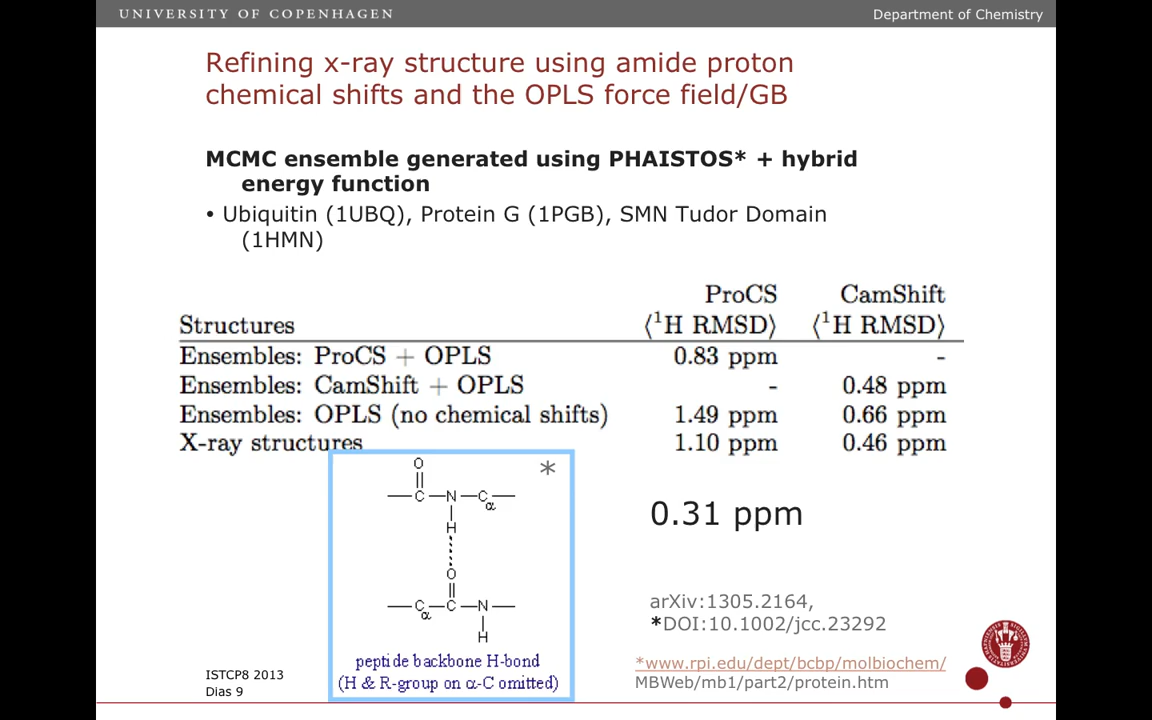 UNIVERSITY OF COPENHAGEN
Department of Chemistry
Refining x-ray structure using amide proton
chemical shifts and the OPLS force field/GB
MCMC ensemble generated using PHAISTOS* + hybrid
energy function
• Ubiquitin (1UBQ), Protein G (1PGB), SMN Tudor Domain
(1HMN)
ProCS CamShift
Structures ⟨¹H RMSD⟩ ⟨¹H RMSD⟩
Ensembles: ProCS + OPLS 0.83 ppm -
Ensembles: CamShift + OPLS - 0.48 ppm
Ensembles: OPLS (no chemical shifts) 1.49 ppm 0.66 ppm
X-ray structures 1.10 ppm 0.46 ppm
O *
C N C α
H
O
C α C N
H
peptide backbone H-bond
(H & R-group on α-C omitted)
0.31 ppm
arXiv:1305.2164,
*DOI:10.1002/jcc.23292
*www.rpi.edu/dept/bcbp/molbiochem/
MBWeb/mb1/part2/protein.htm
ISTCP8 2013
Dias 9